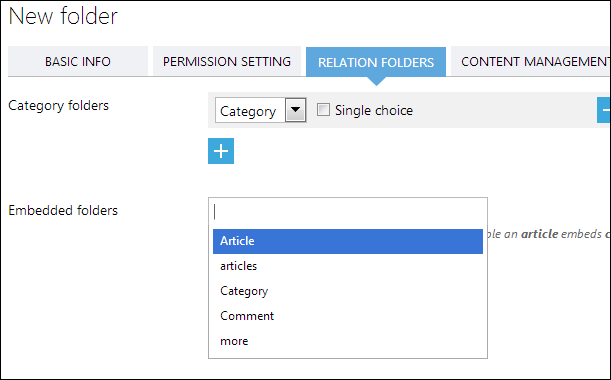 New folder
BASIC INFO PERMISSION SETTING RELATION FOLDERS CONTENT MANAGEMENT
Category folders Category Single choice
Embedded folders
an article embeds
Article
articles
Category
Comment
more